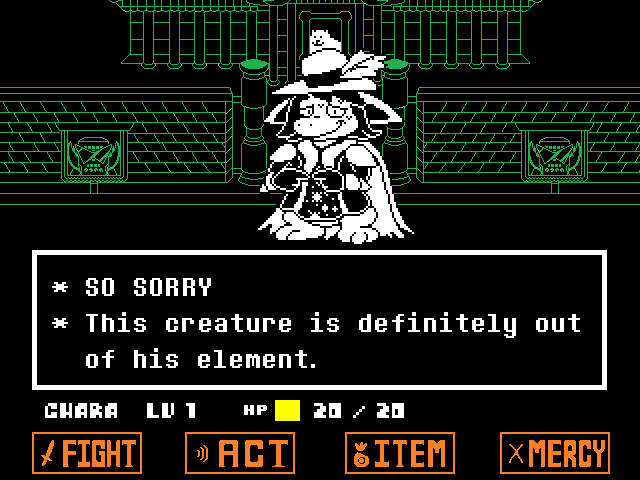 * SO SORRY
* This creature is definitely out
of his element.
CHARA LV 1 HP 20 / 20
FIGHT ACT ITEM MERCY